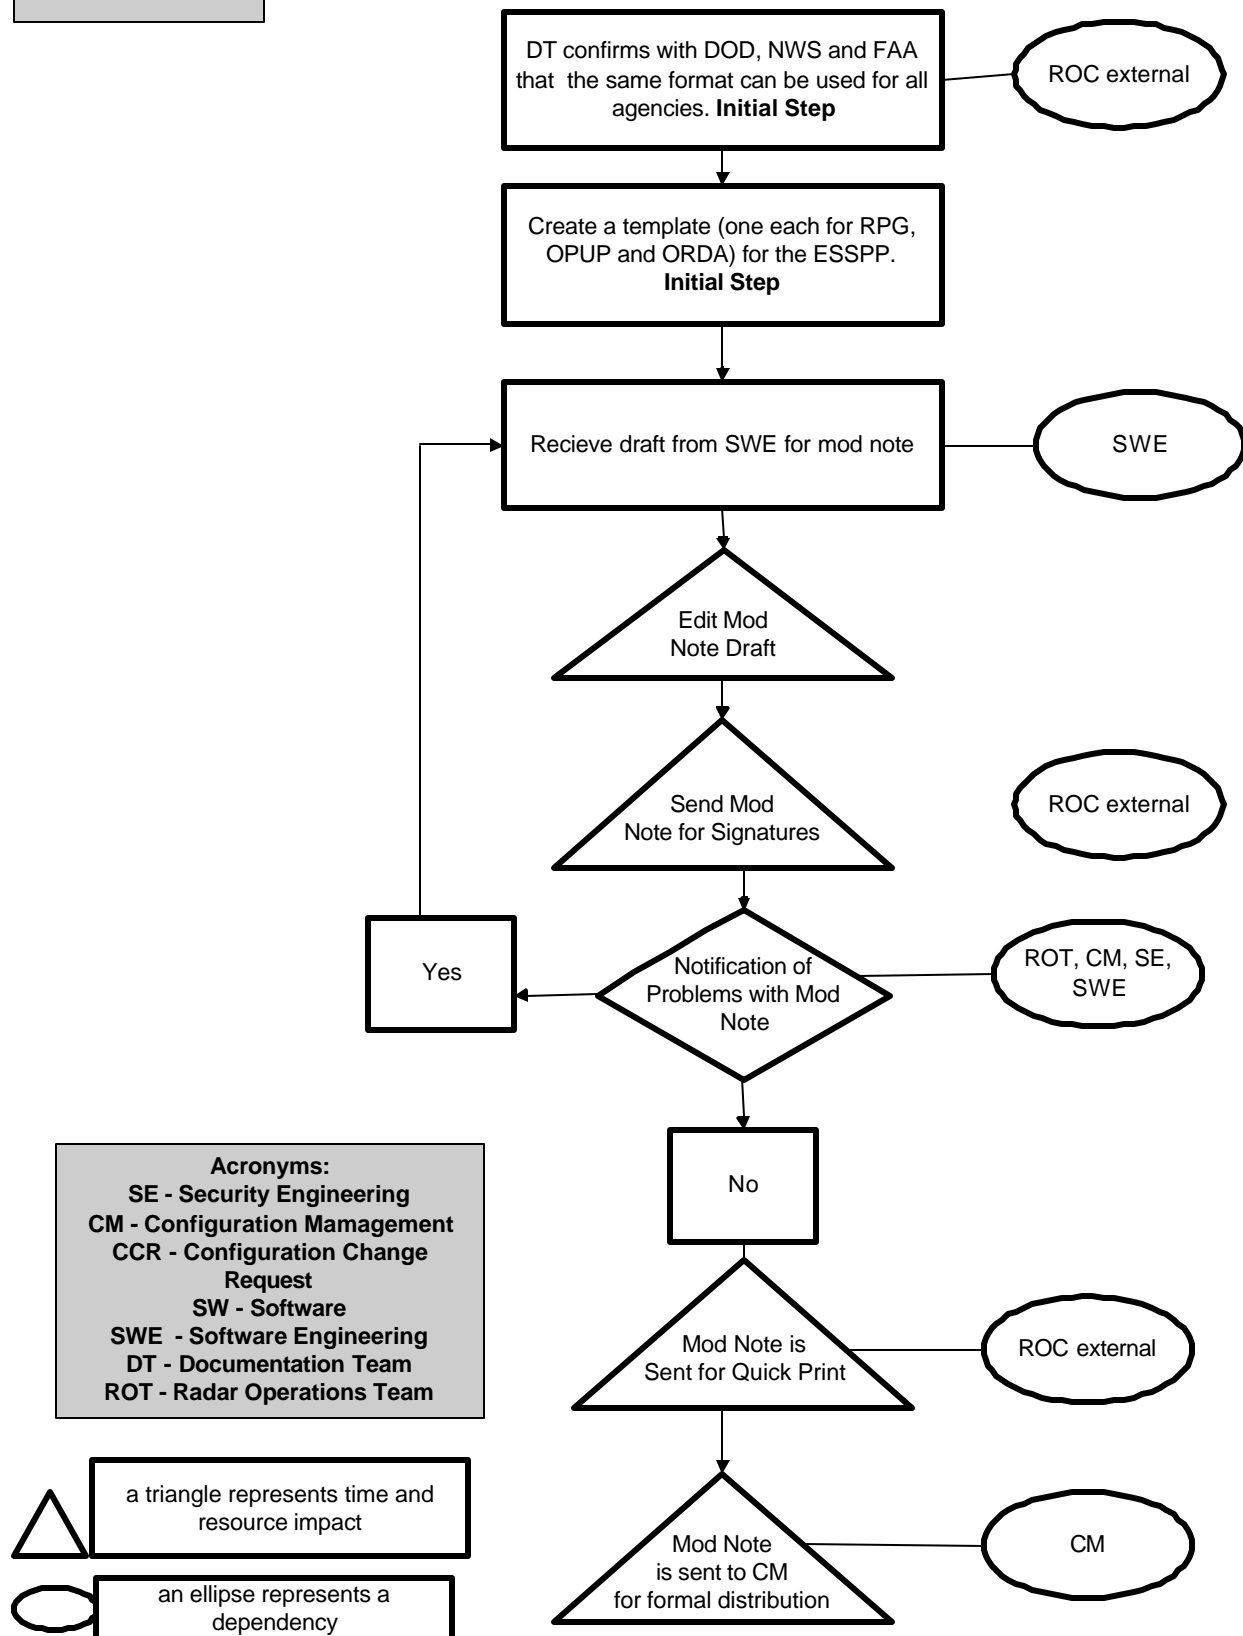 DT confirms with DOD, NWS and FAA
that the same format can be used for all
agencies. Initial Step
ROC external
Create a template (one each for RPG,
OPUP and ORDA) for the ESSPP.
Initial Step
Recieve draft from SWE for mod note
SWE
Edit Mod
Note Draft
Send Mod
Note for Signatures
ROC external
Yes
Notification of
Problems with Mod
Note
ROT, CM, SE,
SWE
No
Acronyms:
SE - Security Engineering
CM - Configuration Mamagement
CCR - Configuration Change
Request
SW - Software
SWE - Software Engineering
DT - Documentation Team
ROT - Radar Operations Team
Mod Note is
Sent for Quick Print
ROC external
a triangle represents time and
resource impact
Mod Note
is sent to CM
for formal distribution
CM
an ellipse represents a
dependency